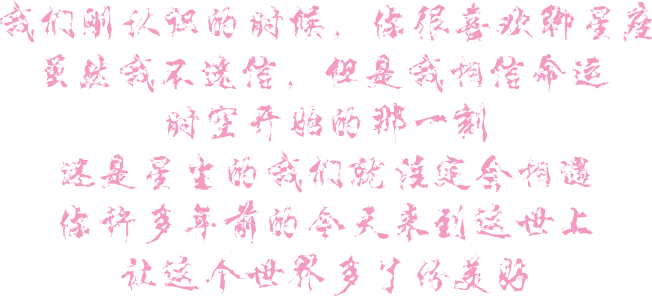 我们刚认识的时候，你很喜欢聊星座
虽然我不迷信，但是我相信命运
时空开始的那一刻
还是星尘的我们就注定会相遇
你许多年前的今天来到这世上
让这个世界多了份美好